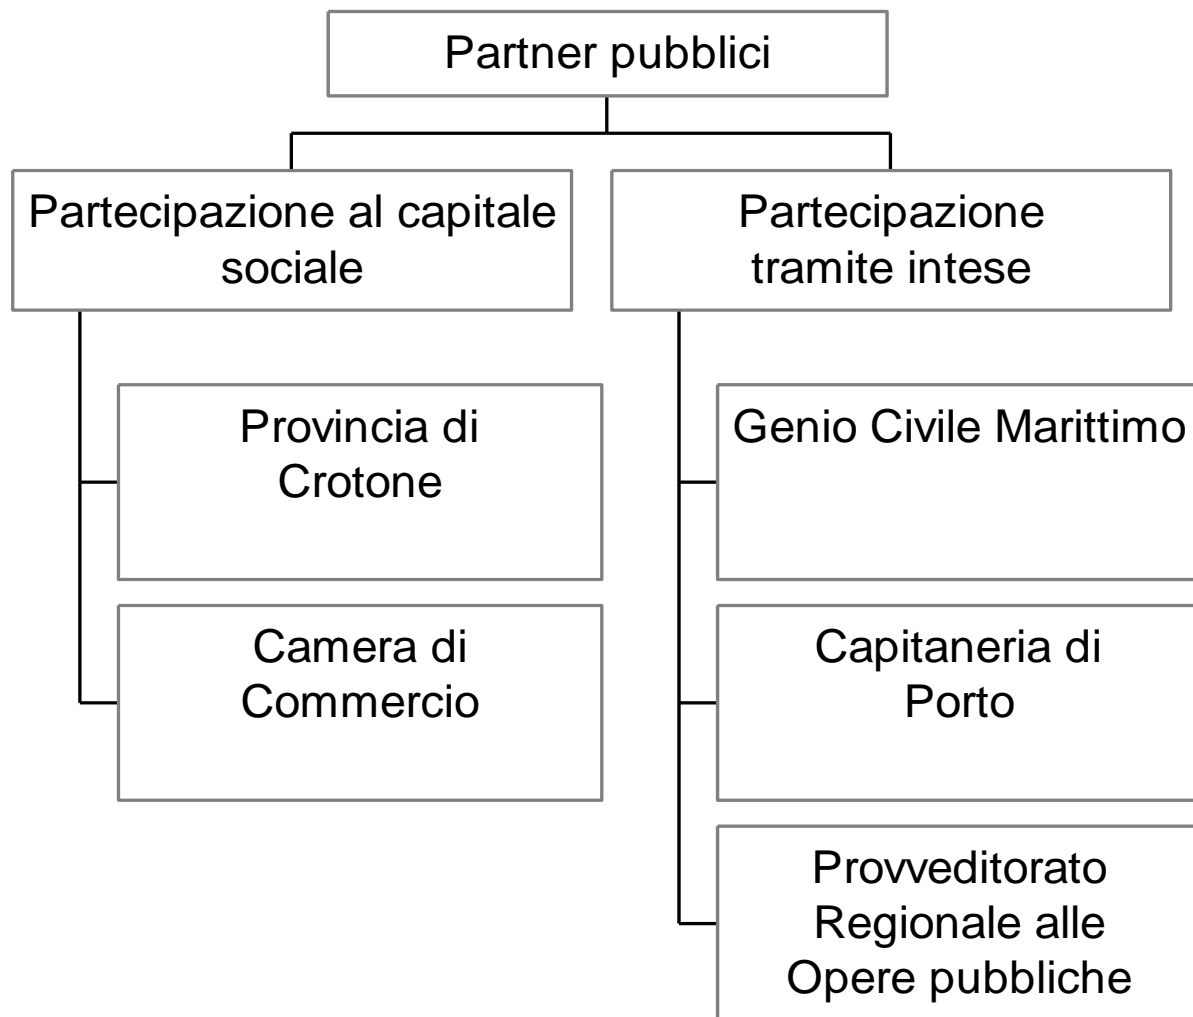 Partner pubblici
Partecipazione al capitale
sociale
Partecipazione
tramite intese
Provincia di
Crotone
Genio Civile Marittimo
Camera di
Commercio
Capitaneria di
Porto
Provveditorato
Regionale alle
Opere pubbliche